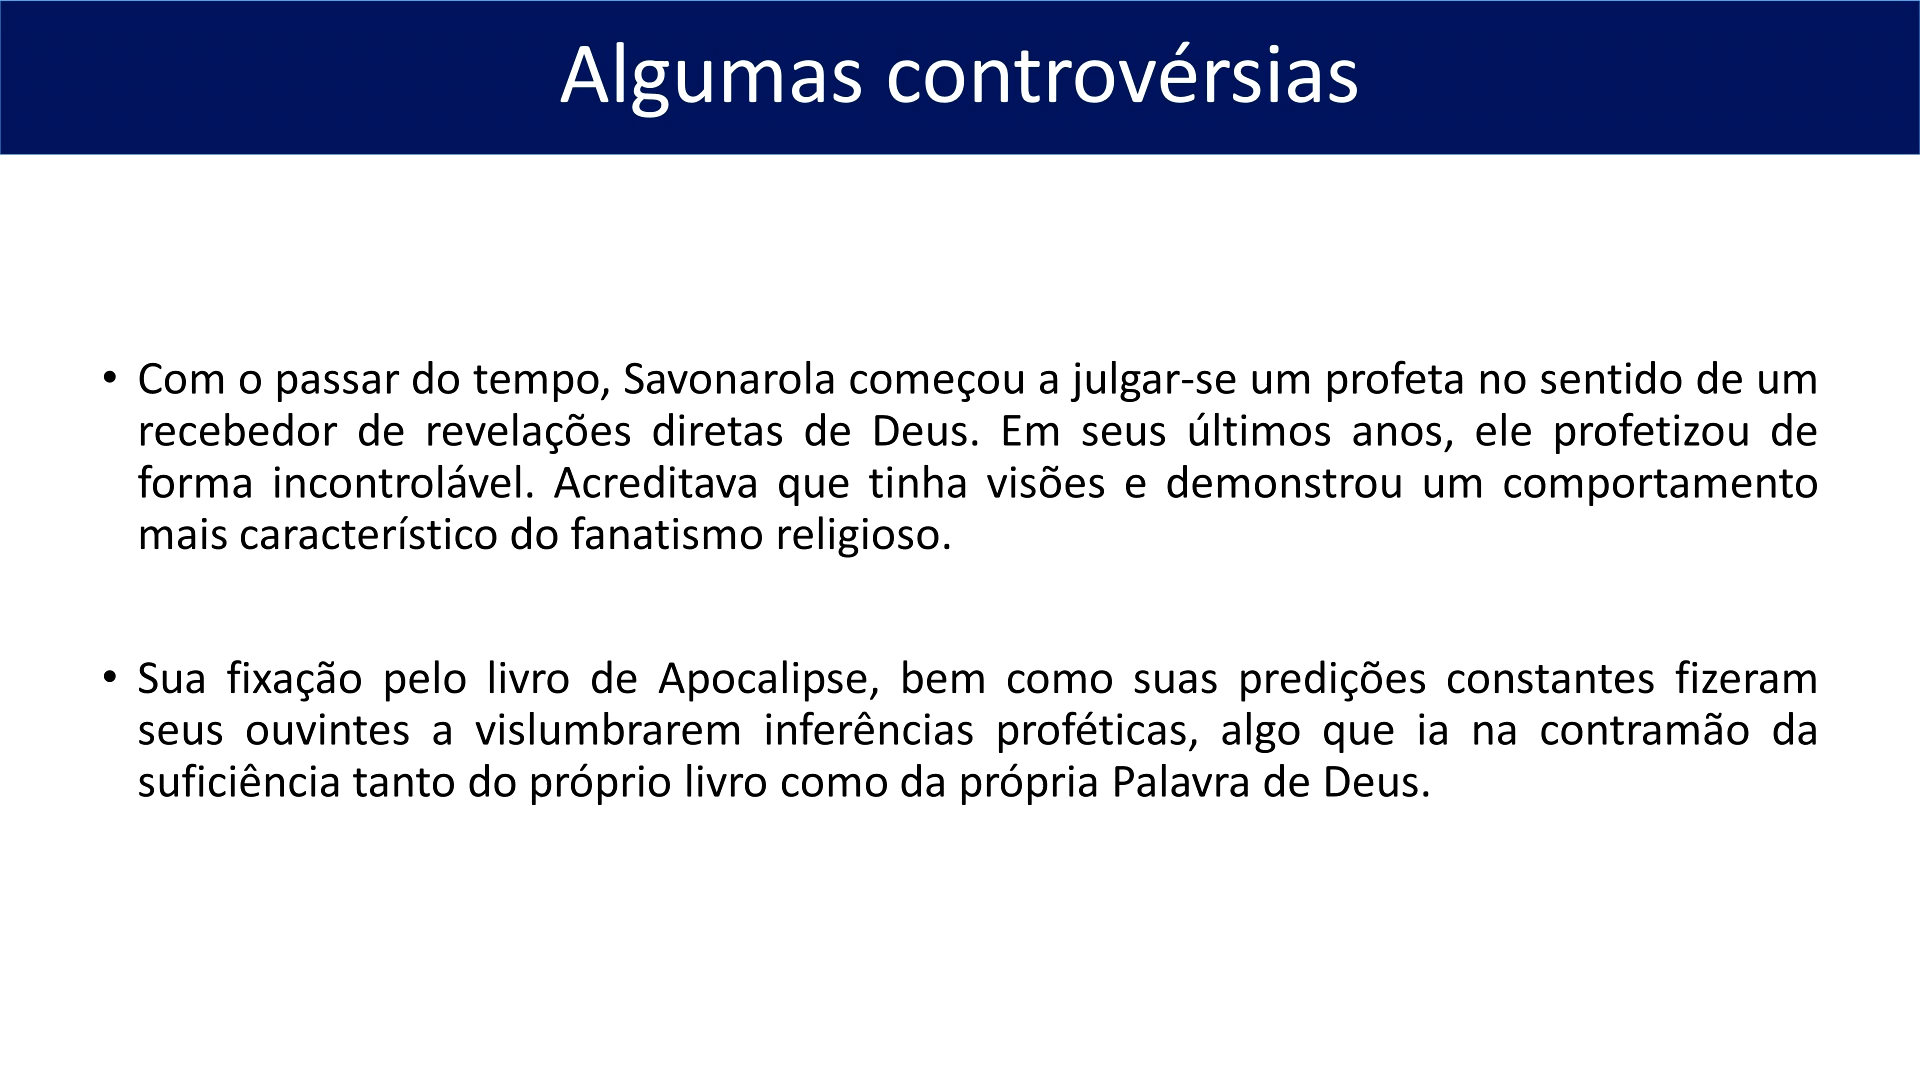 Algumas controvérsias
• Com o passar do tempo, Savonarola começou a julgar-se um profeta no sentido de um
recebedor de revelações diretas de Deus. Em seus últimos anos, ele profetizou de
forma incontrolável. Acreditava que tinha visões e demonstrou um comportamento
mais característico do fanatismo religioso.
• Sua fixação pelo livro de Apocalipse, bem como suas predições constantes fizeram
seus ouvintes a vislumbrarem inferências proféticas, algo que ia na contramão da
suficiência tanto do próprio livro como da própria Palavra de Deus.